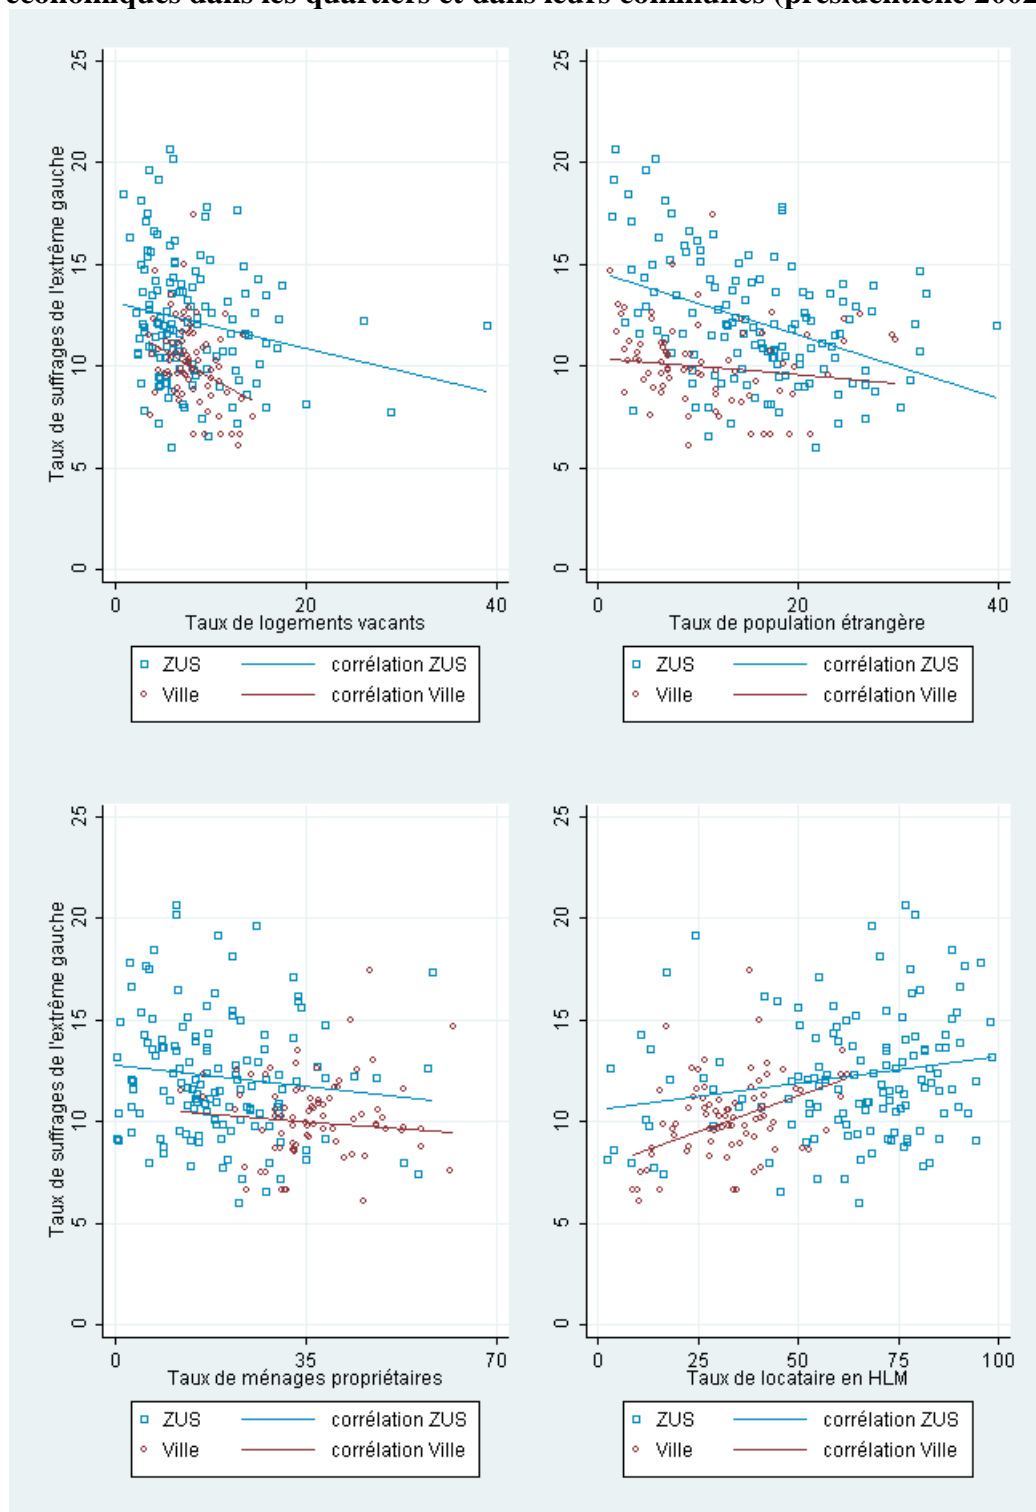 économiques dans les quartiers et dans leurs communes (présidentielle 2002
Taux de suffrages de l'extrême gauche
25
20
15
10
5
0
0 20 40
Taux de logements vacants
ZUS corrélation ZUS
Ville corrélation Ville
25
20
15
10
5
0
0 20 40
Taux de population étrangère
ZUS corrélation ZUS
Ville corrélation Ville
Taux de suffrages de l'extrême gauche
25
20
15
10
5
0
0 35 70
Taux de ménages propriétaires
ZUS corrélation ZUS
Ville corrélation Ville
25
20
15
10
5
0
0 25 50 75 100
Taux de locataire en HLM
ZUS corrélation ZUS
Ville corrélation Ville